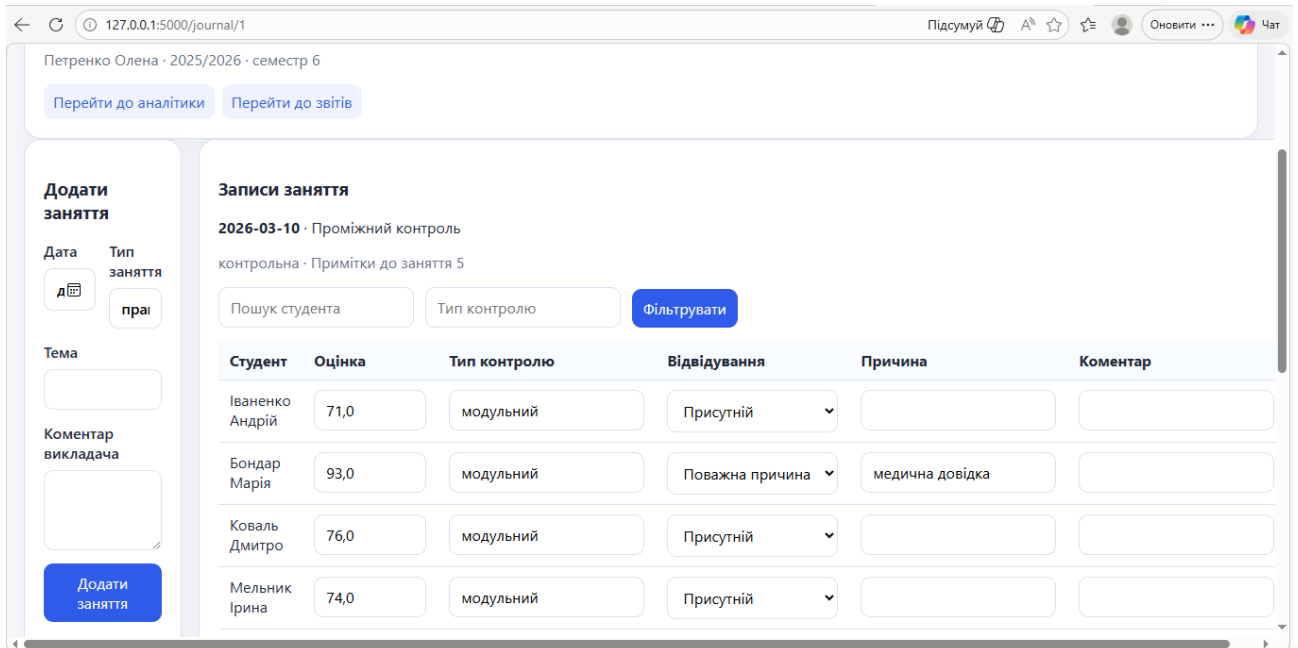 127.0.0.1:5000/journal/1
Підсумуй
Оновити
Чат
Петренко Олена · 2025/2026 · семестр 6
Перейти до аналітики
Перейти до звітів
Додати
заняття
Дата
Тип
заняття
д
пра
Тема
Коментар
викладача
Додати
заняття
Записи заняття
2026-03-10 · Проміжний контроль
контрольна · Примітки до заняття 5
Пошук студента
Тип контролю
Фільтрувати
Студент Оцінка Тип контролю Відвідування Причина Коментар
Іваненко
Андрій
71,0 модульний Присутній
Бондар
Марія
93,0 модульний Поважна причина медична довідка
Коваль
Дмитро
76,0 модульний Присутній
Мельник
Ірина
74,0 модульний Присутній